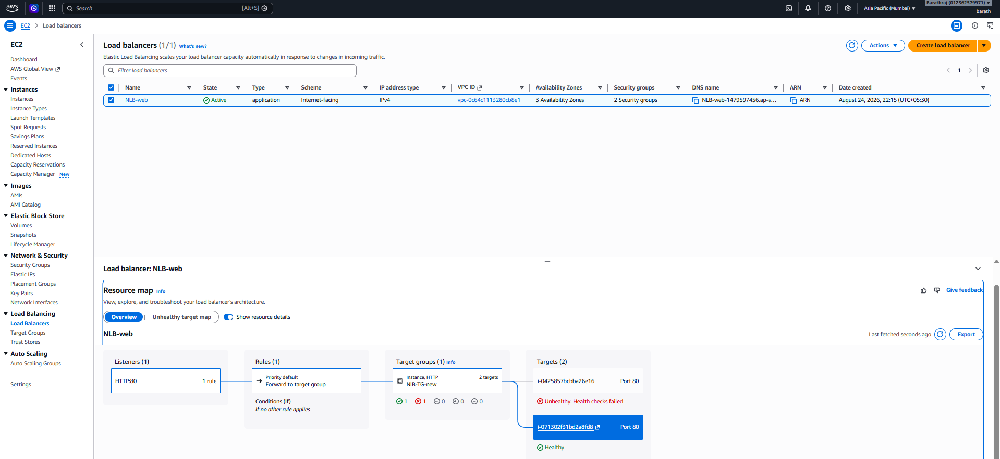 aws
Search [Alt+S]
Asia Pacific (Mumbai)
Barathraj (012362579971)
barath
EC2 Load balancers
EC2
Dashboard
AWS Global View
Events
Instances
Instances
Instance Types
Launch Templates
Spot Requests
Savings Plans
Reserved Instances
Dedicated Hosts
Capacity Reservations
Capacity Manager New
Images
AMIs
AMI Catalog
Elastic Block Store
Volumes
Snapshots
Lifecycle Manager
Network & Security
Security Groups
Elastic IPs
Placement Groups
Key Pairs
Network Interfaces
Load Balancing
Load Balancers
Target Groups
Trust Stores
Auto Scaling
Auto Scaling Groups
Settings
Load balancers (1/1) What's new?
Actions Create load balancer
Elastic Load Balancing scales your load balancer capacity automatically in response to changes in incoming traffic.
Filter load balancers
1
Name State Type Scheme IP address type VPC ID Availability Zones Security groups DNS name ARN Date created
NLB-web Active application Internet-facing IPv4 vpc-0c64c1113280cb8e1 3 Availability Zones 2 Security groups NLB-web-1479597456.ap-s... ARN August 24, 2026, 22:15 (UTC+05:30)
Load balancer: NLB-web
Resource map Info
Give feedback
View, explore, and troubleshoot your load balancer's architecture.
Overview Unhealthy target map Show resource details
NLB-web
Last fetched seconds ago Export
Listeners (1)
HTTP:80 1 rule
Rules (1)
Priority default
Forward to target group
Conditions (If)
If no other rule applies
Target groups (1) Info
Instance, HTTP 2 targets
NlB-TG-new
1 1 0 0 0
Targets (2)
i-0425857bcbba26e16 Port 80
Unhealthy: Health checks failed
i-071302f31bd2a8fd8 Port 80
Healthy